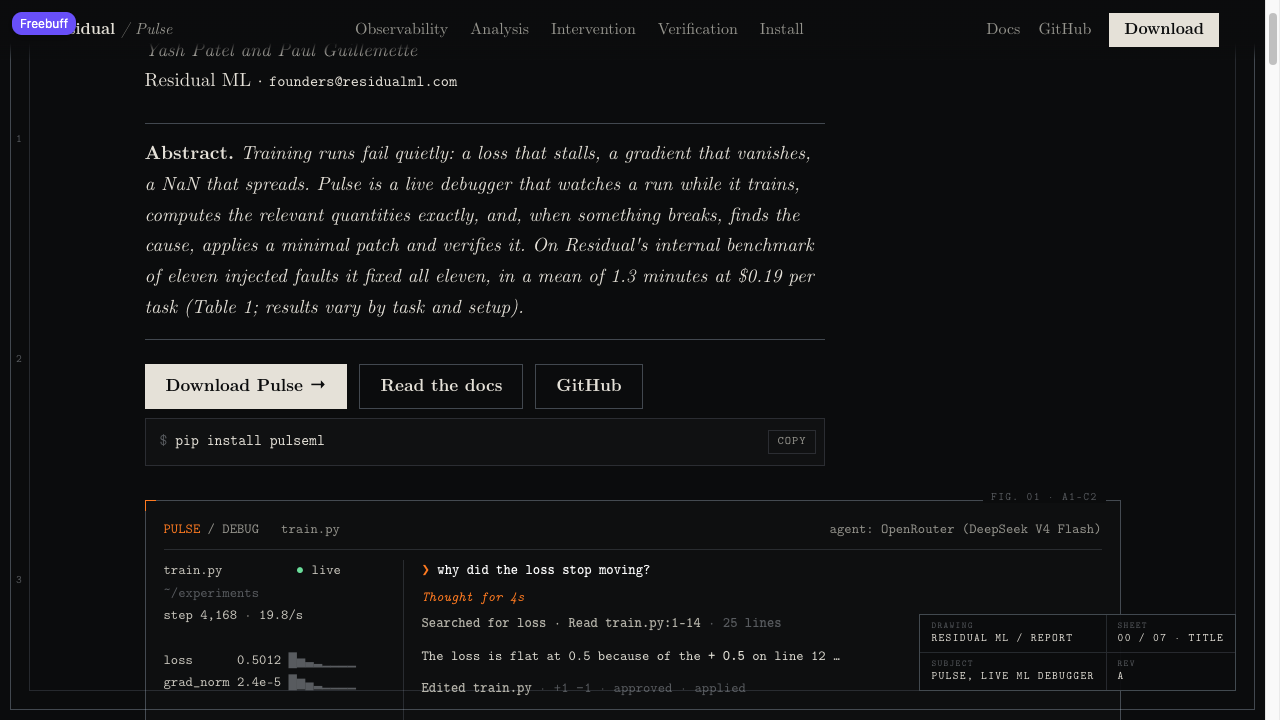 Freebuff
sidual / Pulse
Observability Analysis Intervention Verification Install
Docs GitHub Download
Yash Patel and Paul Guillemette
Residual ML · founders@residualml.com
1
Abstract. Training runs fail quietly: a loss that stalls, a gradient that vanishes,
a NaN that spreads. Pulse is a live debugger that watches a run while it trains,
computes the relevant quantities exactly, and, when something breaks, finds the
cause, applies a minimal patch and verifies it. On Residual's internal benchmark
of eleven injected faults it fixed all eleven, in a mean of 1.3 minutes at $0.19 per
task (Table 1; results vary by task and setup).
2
Download Pulse → Read the docs GitHub
$ pip install pulseml COPY
FIG. 01 · A1–C2
PULSE / DEBUG train.py agent: OpenRouter (DeepSeek V4 Flash)
3
train.py ● live
~/experiments
step 4,168 · 19.8/s
loss 0.5012
grad_norm 2.4e-5
❯ why did the loss stop moving?
Thought for 4s
Searched for loss · Read train.py:1-14 · 25 lines
The loss is flat at 0.5 because of the + 0.5 on line 12 …
Edited train.py · +1 −1 · approved · applied
DRAWING
RESIDUAL ML / REPORT
SHEET
00 / 07 · TITLE
SUBJECT
PULSE, LIVE ML DEBUGGER
REV
A